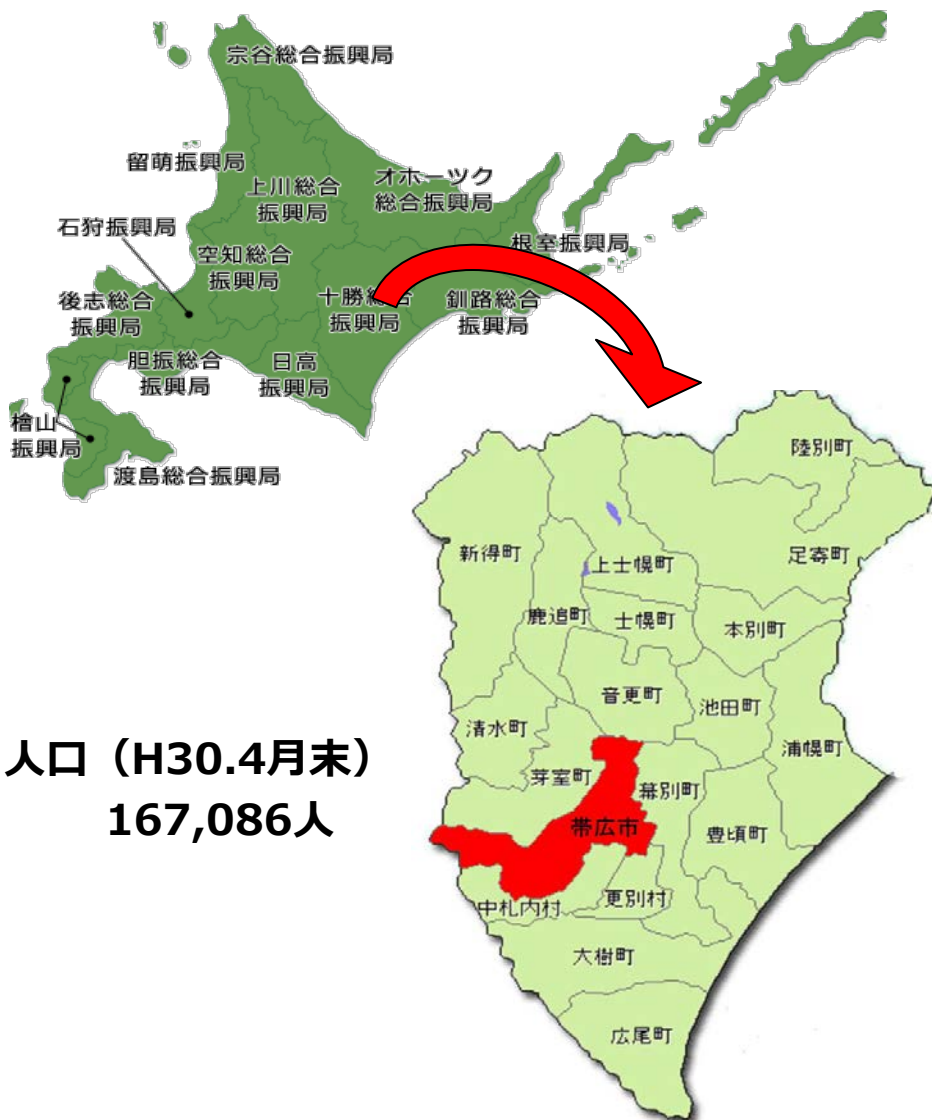 宗谷総合振興局
留萌振興局
上川総合
振興局
オホーツク
総合振興局
石狩振興局
空知総合
振興局
根室振興局
後志総合
振興局
十勝総合
振興局
釧路総合
振興局
胆振総合
振興局
日高
振興局
檜山
振興局
渡島総合振興局
陸別町
新得町
上士幌町
足寄町
鹿追町
士幌町
本別町
音更町
池田町
清水町
浦幌町
人口（H30.4月末）
167,086人
芽室町
幕別町
帯広市
豊頃町
中札内村
更別村
大樹町
広尾町